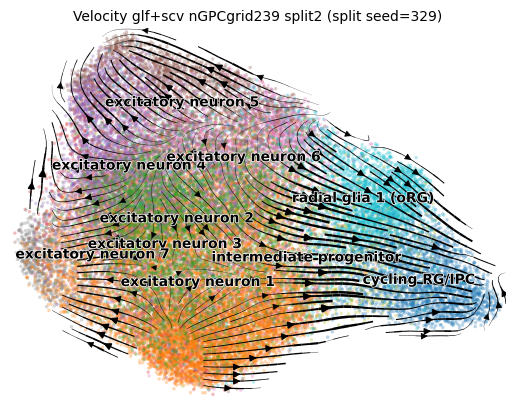 Velocity glf+scv nGPCgrid239 split2 (split seed=329)
excitatory neuron 5
excitatory neuron 6
excitatory neuron 4
radial glia 1 (oRG)
excitatory neuron 2
excitatory neuron 3
excitatory neuron 7
intermediate progenitor
cycling RG/IPC
excitatory neuron 1